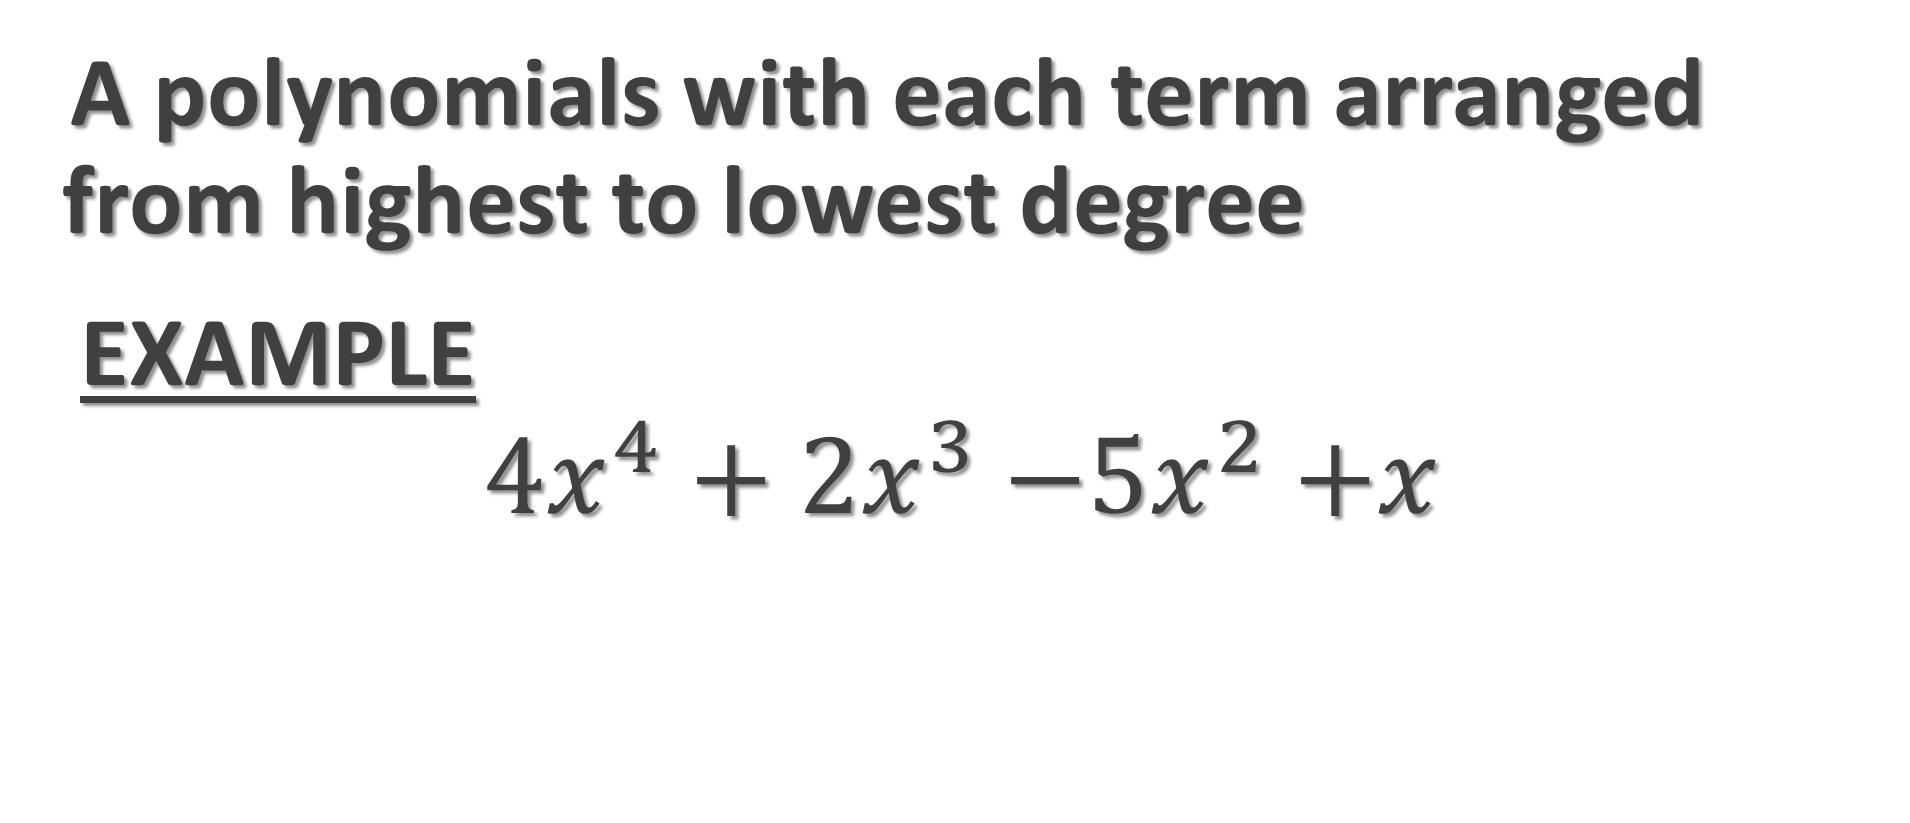 A polynomials with each term arranged
from highest to lowest degree
EXAMPLE
4x⁴ + 2x³ −5x² +x